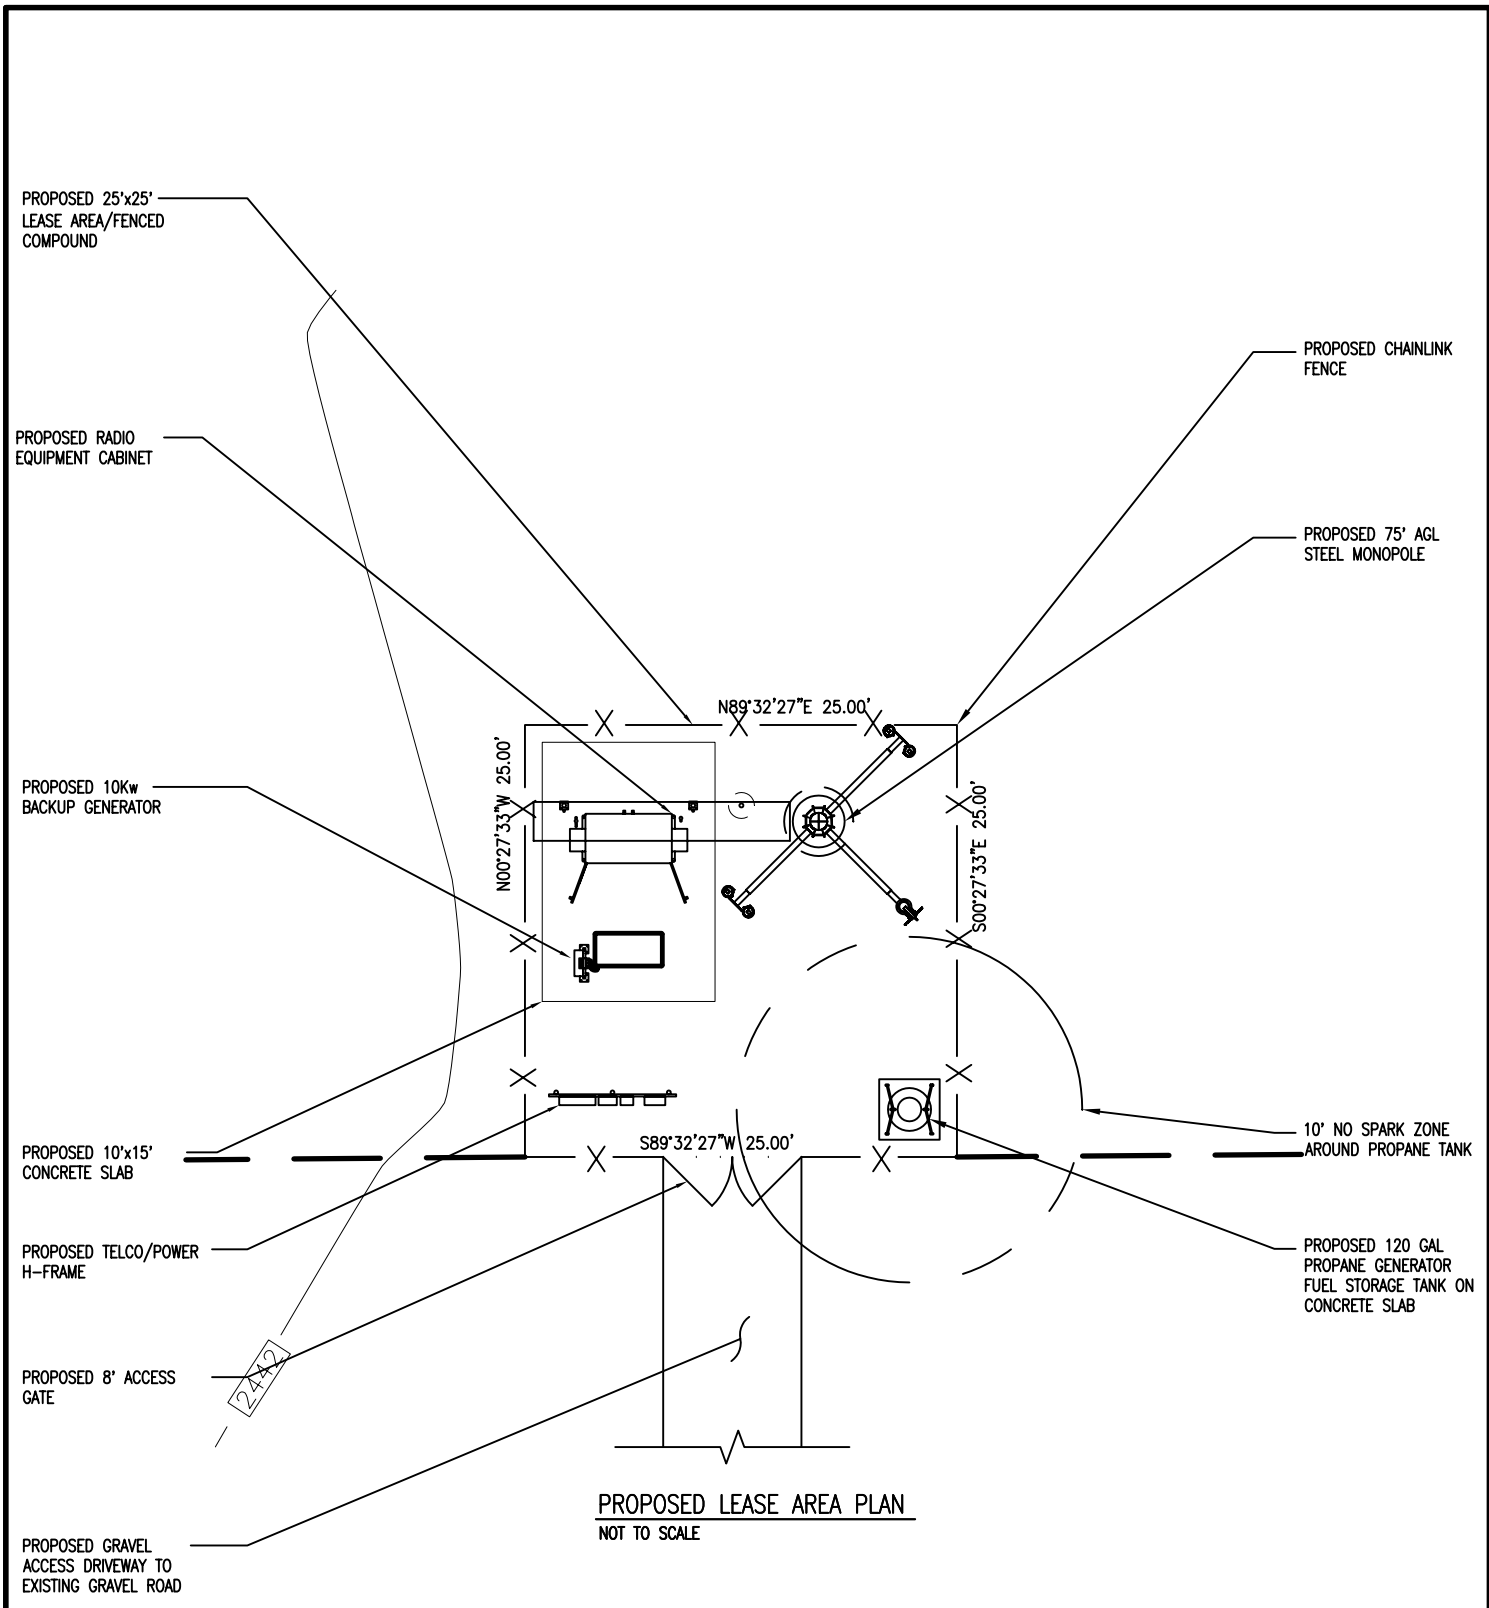 PROPOSED 25'x25'
LEASE AREA/FENCED
COMPOUND
PROPOSED CHAINLINK
FENCE
PROPOSED RADIO
EQUIPMENT CABINET
PROPOSED 75' AGL
STEEL MONOPOLE
N89°32'27"E 25.00'
N00°27'33"W 25.00'
S00°27'33"E 25.00'
PROPOSED 10Kw
BACKUP GENERATOR
S89°32'27"W 25.00'
10' NO SPARK ZONE
AROUND PROPANE TANK
PROPOSED 10'x15'
CONCRETE SLAB
PROPOSED TELCO/POWER
H-FRAME
PROPOSED 120 GAL
PROPANE GENERATOR
FUEL STORAGE TANK ON
CONCRETE SLAB
PROPOSED 8' ACCESS
GATE
2442
PROPOSED LEASE AREA PLAN
NOT TO SCALE
PROPOSED GRAVEL
ACCESS DRIVEWAY TO
EXISTING GRAVEL ROAD